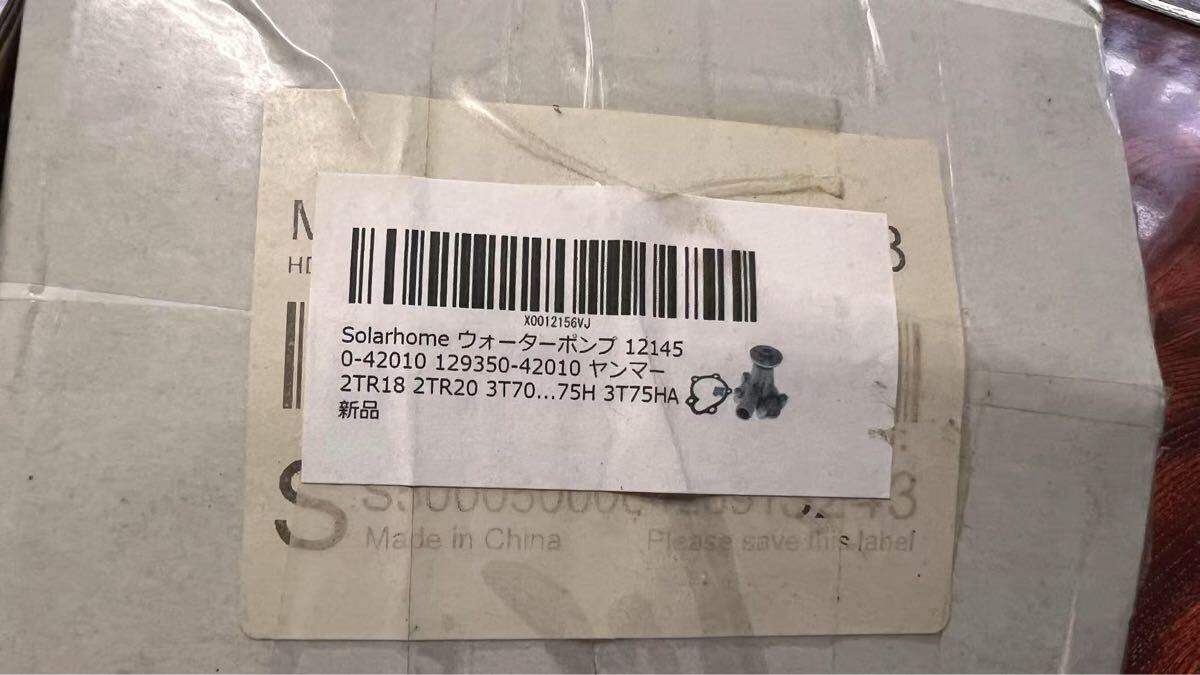 X0012156VJ
Solarhome ウォーターポンプ 12145
0-42010 129350-42010 ヤンマー
2TR18 2TR20 3T70...75H 3T75HA
新品
S
Made in China
Please save this label